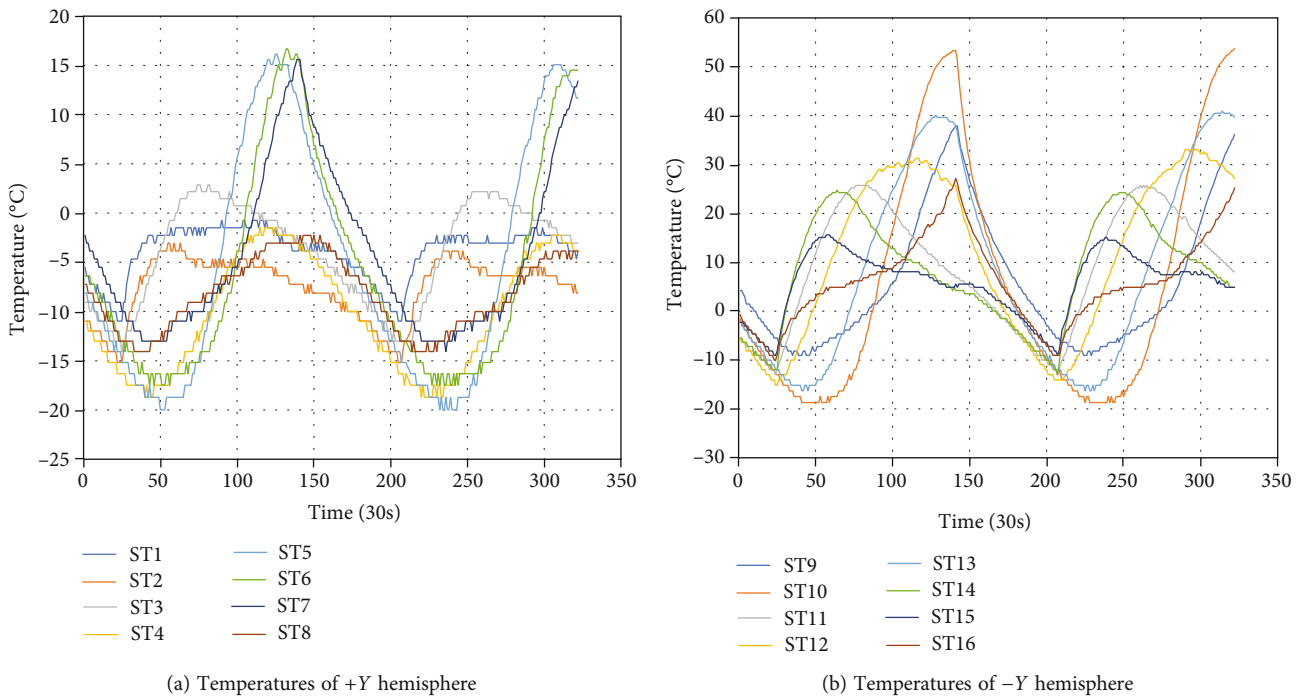 20
15
10
5
0
−5
−10
−15
−20
−25
Temperature (°C)
0 50 100 150 200 250 300 350
Time (30s)
ST1 ST5
ST2 ST6
ST3 ST7
ST4 ST8
(a) Temperatures of +Y hemisphere
60
50
40
30
20
10
0
−10
−20
−30
Temperature (°C)
0 50 100 150 200 250 300 350
Time (30s)
ST9 ST13
ST10 ST14
ST11 ST15
ST12 ST16
(b) Temperatures of −Y hemisphere